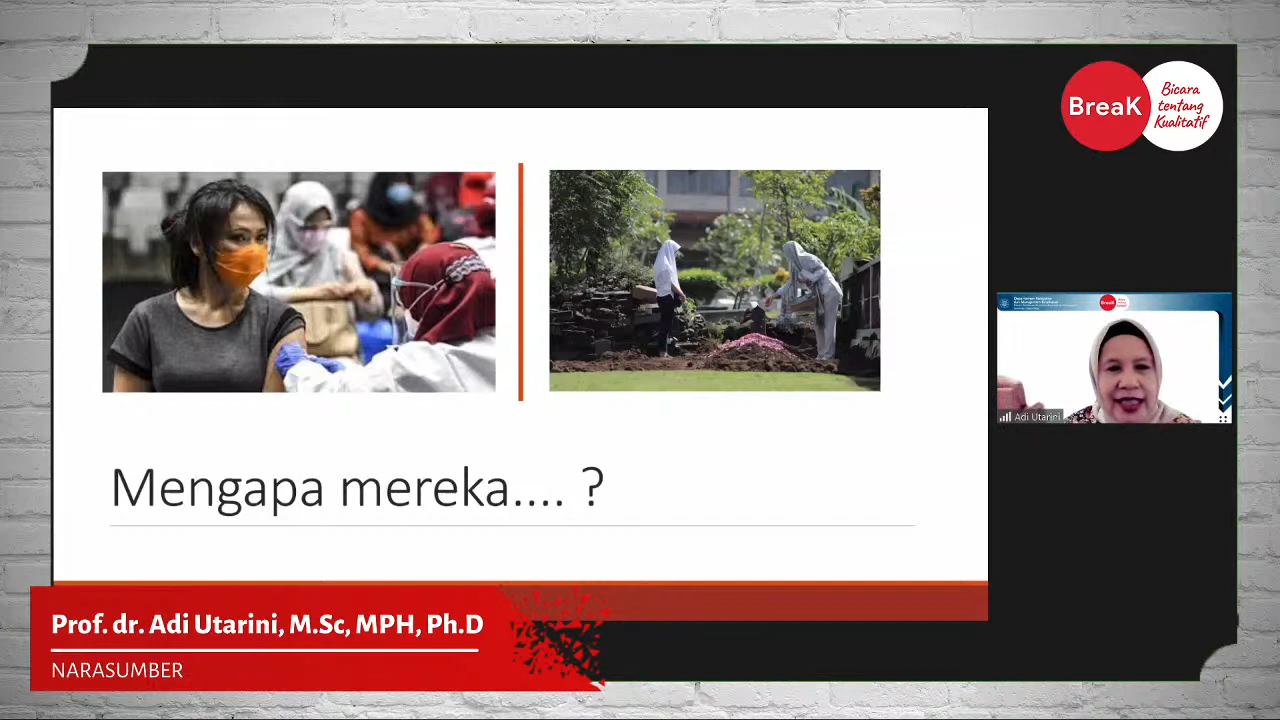 BreaK
Bicara
tentang
Kualitatif
Mengapa mereka.... ?
Adi Utarini
Prof. dr. Adi Utarini, M.Sc, MPH, Ph.D
NARASUMBER